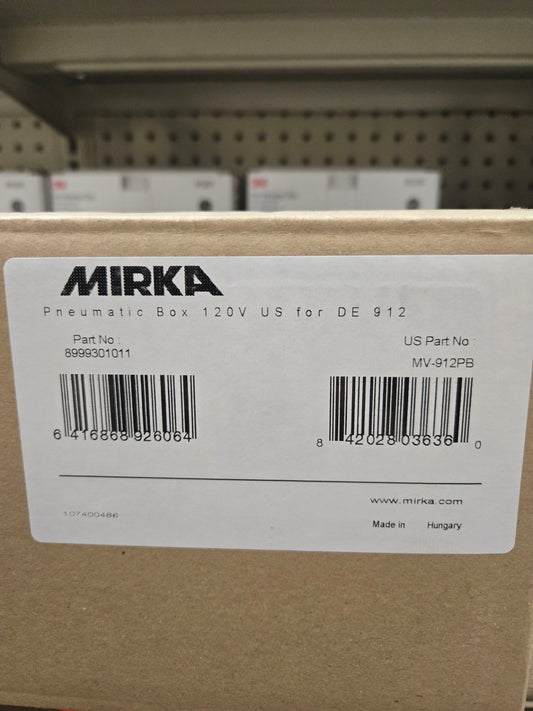 MIRKA
Pneumatic Box 120V US for DE 912
Part No :
8999301011
US Part No :
MV-912PB
6 416868 926064
8 42028 03636 0
www.mirka.com
107400486
Made in Hungary